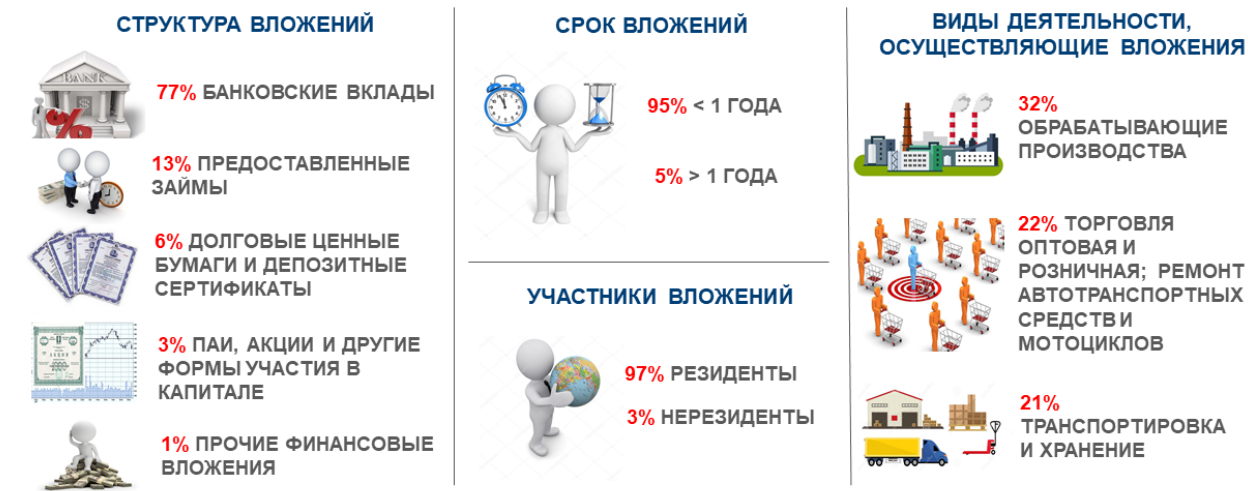 СТРУКТУРА ВЛОЖЕНИЙ
BANK
%
77% БАНКОВСКИЕ ВКЛАДЫ
13% ПРЕДОСТАВЛЕННЫЕ
ЗАЙМЫ
6% ДОЛГОВЫЕ ЦЕННЫЕ
БУМАГИ И ДЕПОЗИТНЫЕ
СЕРТИФИКАТЫ
3% ПАИ, АКЦИИ И ДРУГИЕ
ФОРМЫ УЧАСТИЯ В
КАПИТАЛЕ
1% ПРОЧИЕ ФИНАНСОВЫЕ
ВЛОЖЕНИЯ
СРОК ВЛОЖЕНИЙ
95% < 1 ГОДА
5% > 1 ГОДА
УЧАСТНИКИ ВЛОЖЕНИЙ
97% РЕЗИДЕНТЫ
3% НЕРЕЗИДЕНТЫ
ВИДЫ ДЕЯТЕЛЬНОСТИ,
ОСУЩЕСТВЛЯЮЩИЕ ВЛОЖЕНИЯ
32%
ОБРАБАТЫВАЮЩИЕ
ПРОИЗВОДСТВА
22% ТОРГОВЛЯ
ОПТОВАЯ И
РОЗНИЧНАЯ; РЕМОНТ
АВТОТРАНСПОРТНЫХ
СРЕДСТВ И
МОТОЦИКЛОВ
21%
ТРАНСПОРТИРОВКА
И ХРАНЕНИЕ